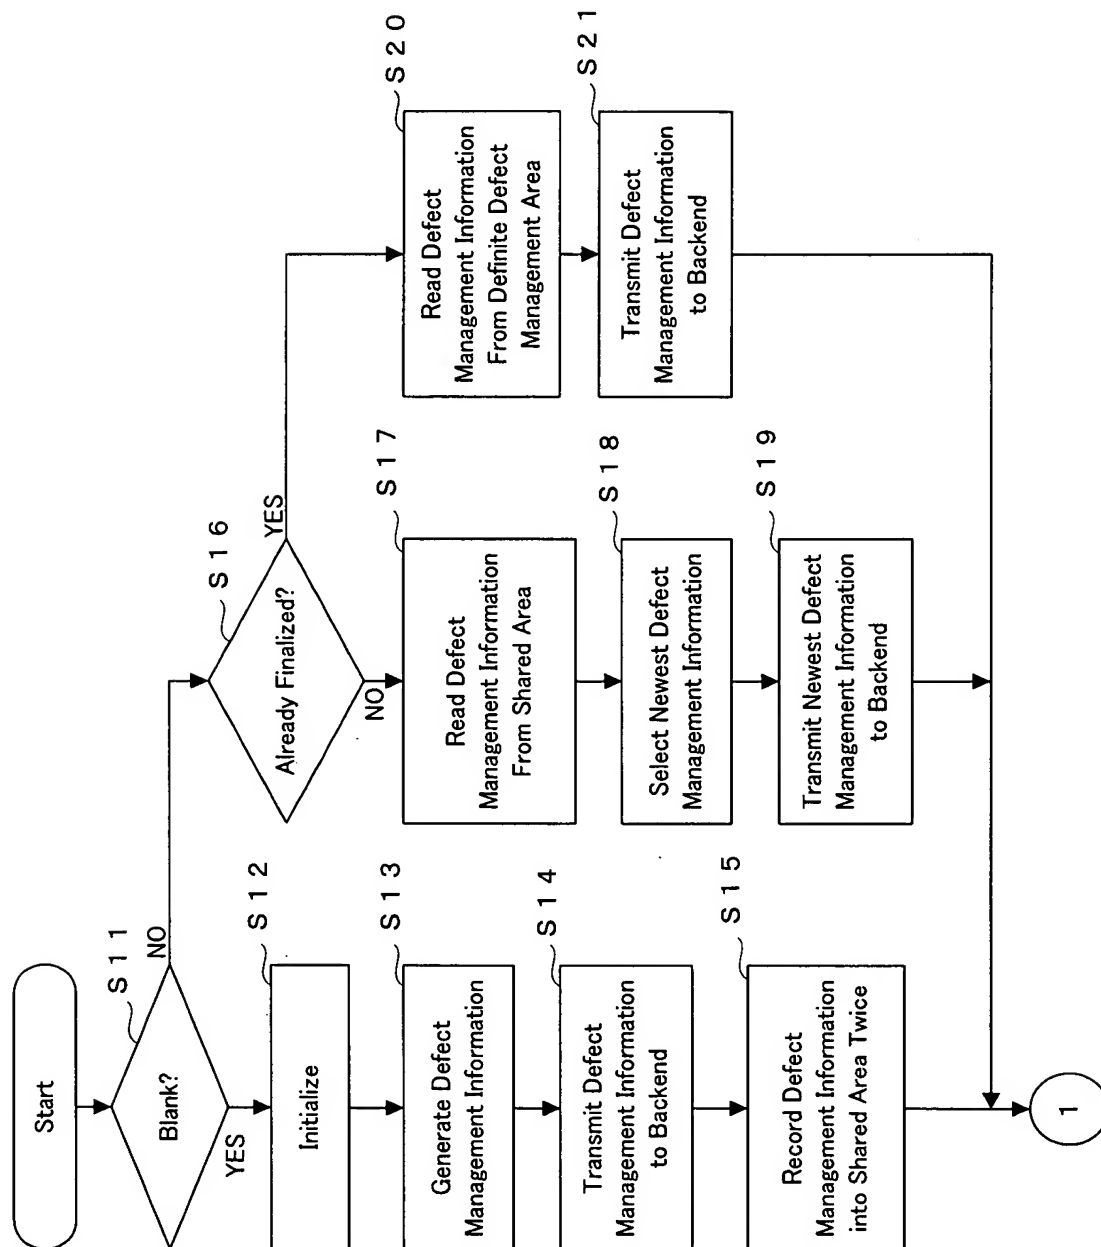 Start
S11
Blank?
NO
YES
S12
Initialize
S13
Generate Defect
Management Information
S14
Transmit Defect
Management Information
to Backend
S15
Record Defect
Management Information
into Shared Area Twice
S16
Already Finalized?
YES
NO
S17
Read Defect
Management Information
From Shared Area
S18
Select Newest Defect
Management Information
S19
Transmit Newest Defect
Management Information
to Backend
S20
Read Defect
Management Information
From Definite Defect
Management Area
S21
Transmit Defect
Management Information
to Backend
1